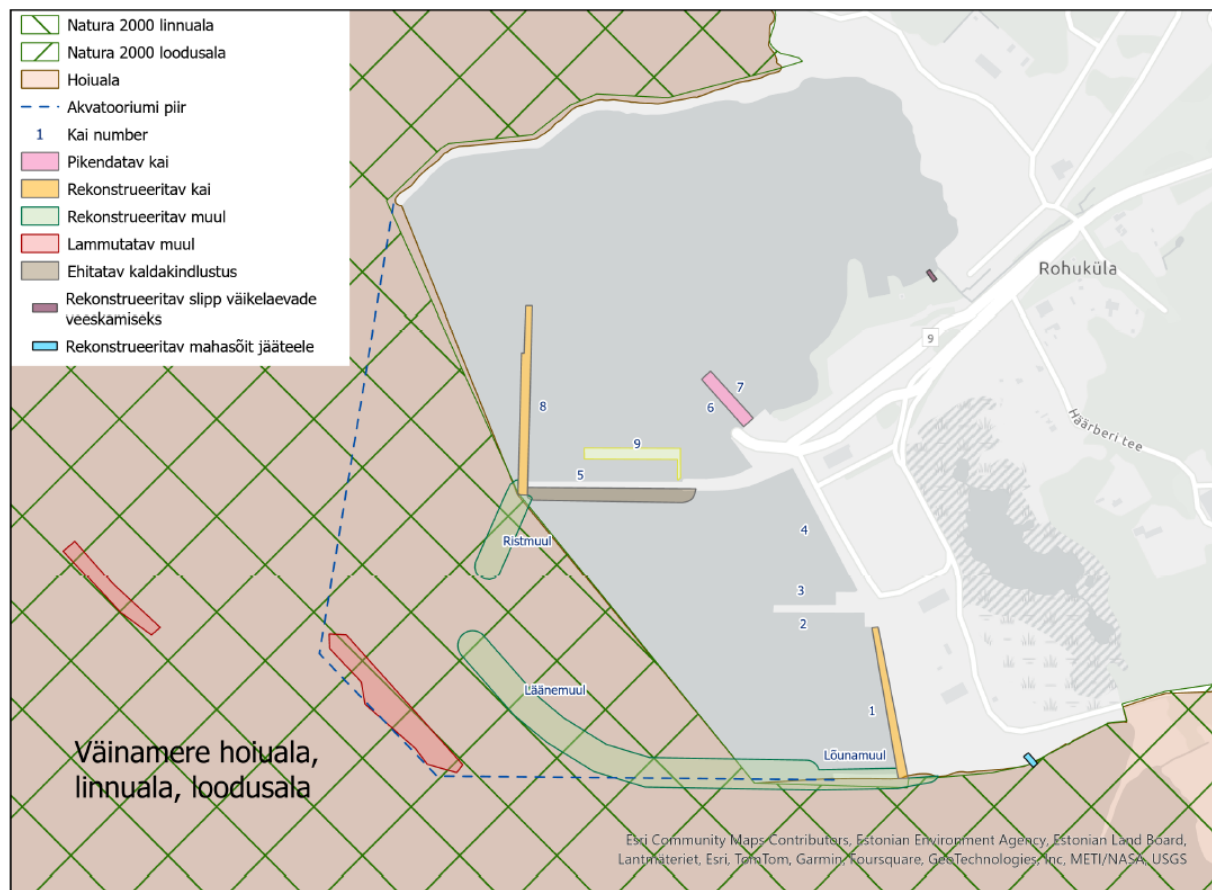 Natura 2000 linnuala
Natura 2000 loodusala
Hoiuala
Akvatooriumi piir
1 Kai number
Pikendatav kai
Rekonstrueeritav kai
Rekonstrueeritav muul
Lammutatav muul
Ehitatav kaldakindlustus
Rekonstrueeritav slipp väikelaevade
veeskamiseks
Rekonstrueeritav mahasõit jääteele
Rohuküla
9
7
6
8
Häärberi tee
9
5
4
Ristmuul
3
2
Läänemuul
1
Lõunamuul
Väinamere hoiuala,
linnuala, loodusala
Esri Community Maps Contributors, Estonian Environment Agency, Estonian Land Board,
Lantmäteriet, Esri, TomTom, Garmin, Foursquare, GeoTechnologies, Inc, METI/NASA, USGS